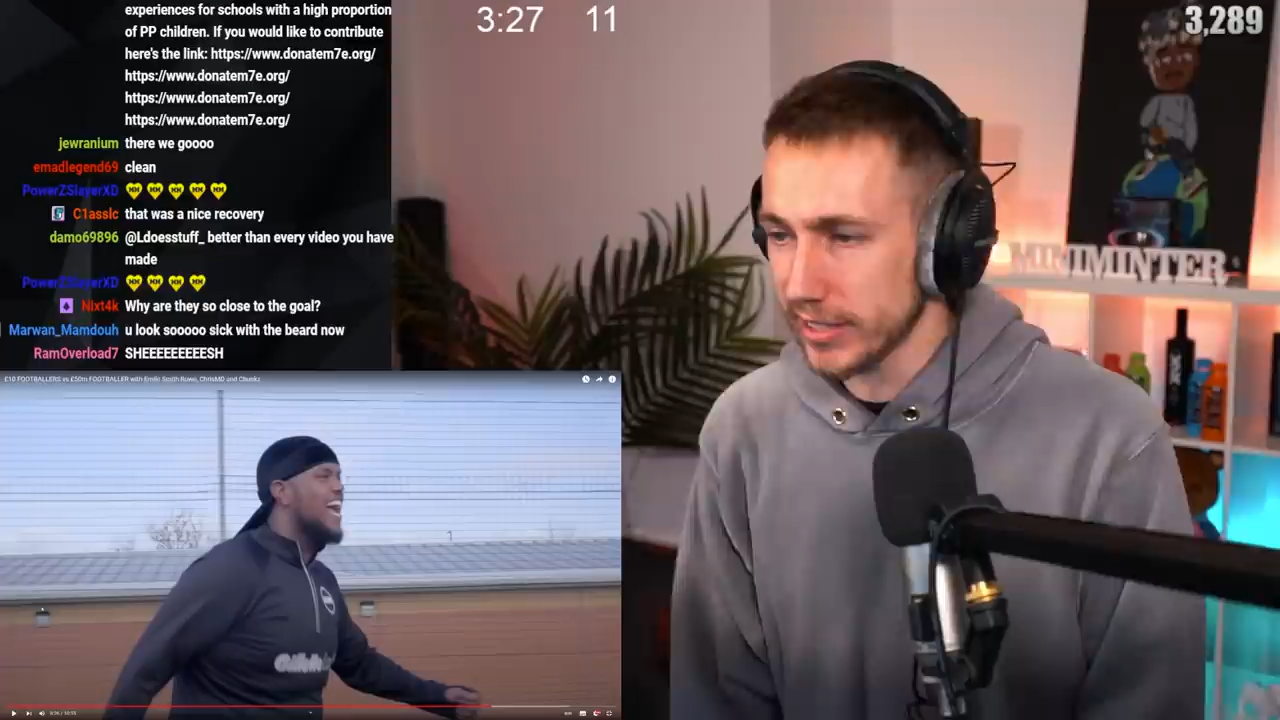 experiences for schools with a high proportion
of PP children. If you would like to contribute
here's the link: https://www.donatem7e.org/
https://www.donatem7e.org/
https://www.donatem7e.org/
https://www.donatem7e.org/
jewranium there we goooo
emadlegend69 clean
PowerZSlayerXD
C1assIc that was a nice recovery
damo69896 @Ldoesstuff_ better than every video you have
made
PowerZSlayerXD
Nixt4k Why are they so close to the goal?
Marwan_Mamdouh u look sooooo sick with the beard now
RamOverload7 SHEEEEEEEEESH
3:27 11
3,289
MINIMINTER
£10 FOOTBALLERS vs £50m FOOTBALLER with Emile Smith Rowe, ChrisMD and Chunkz
Gillette